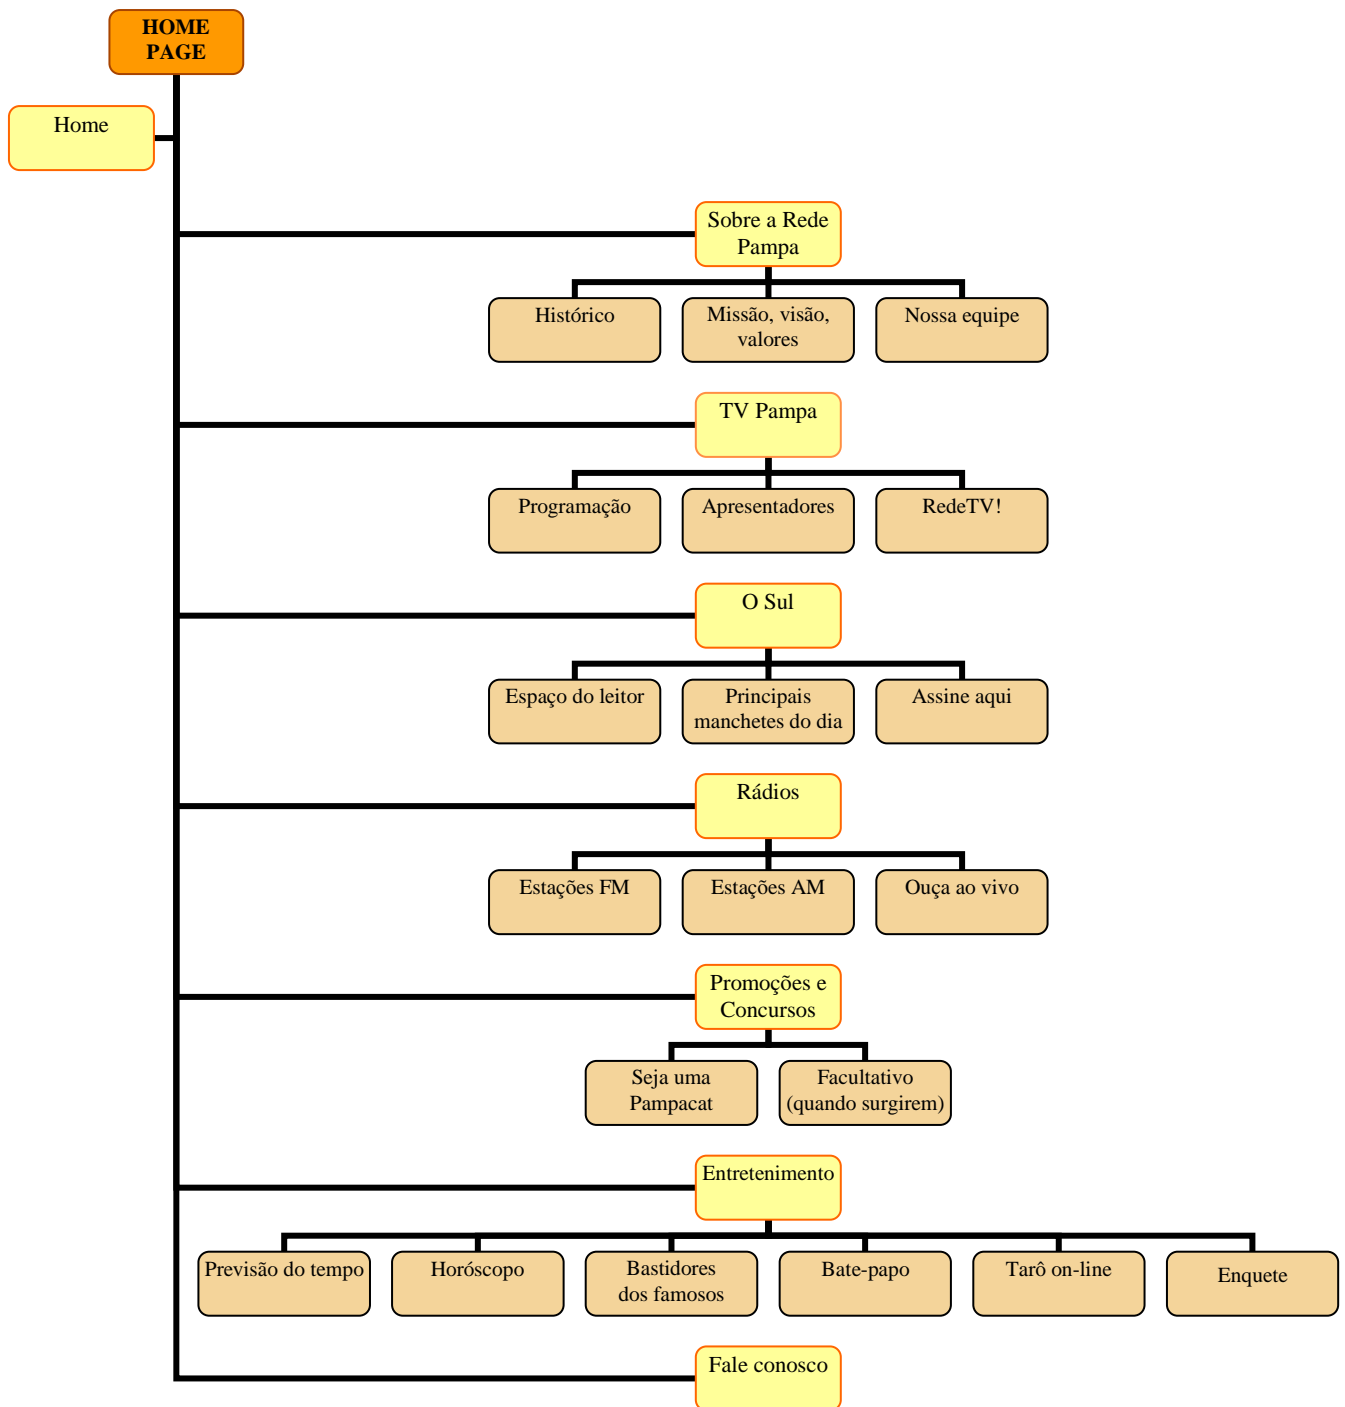 HOME
PAGE
Home
Sobre a Rede
Pampa
Histórico
Missão, visão,
valores
Nossa equipe
TV Pampa
Programação
Apresentadores
RedeTV!
O Sul
Espaço do leitor
Principais
manchetes do dia
Assine aqui
Rádios
Estações FM
Estações AM
Ouça ao vivo
Promoções e
Concursos
Seja uma
Pampacat
Facultativo
(quando surgirem)
Entretenimento
Previsão do tempo
Horóscopo
Bastidores
dos famosos
Bate-papo
Tarô on-line
Enquete
Fale conosco